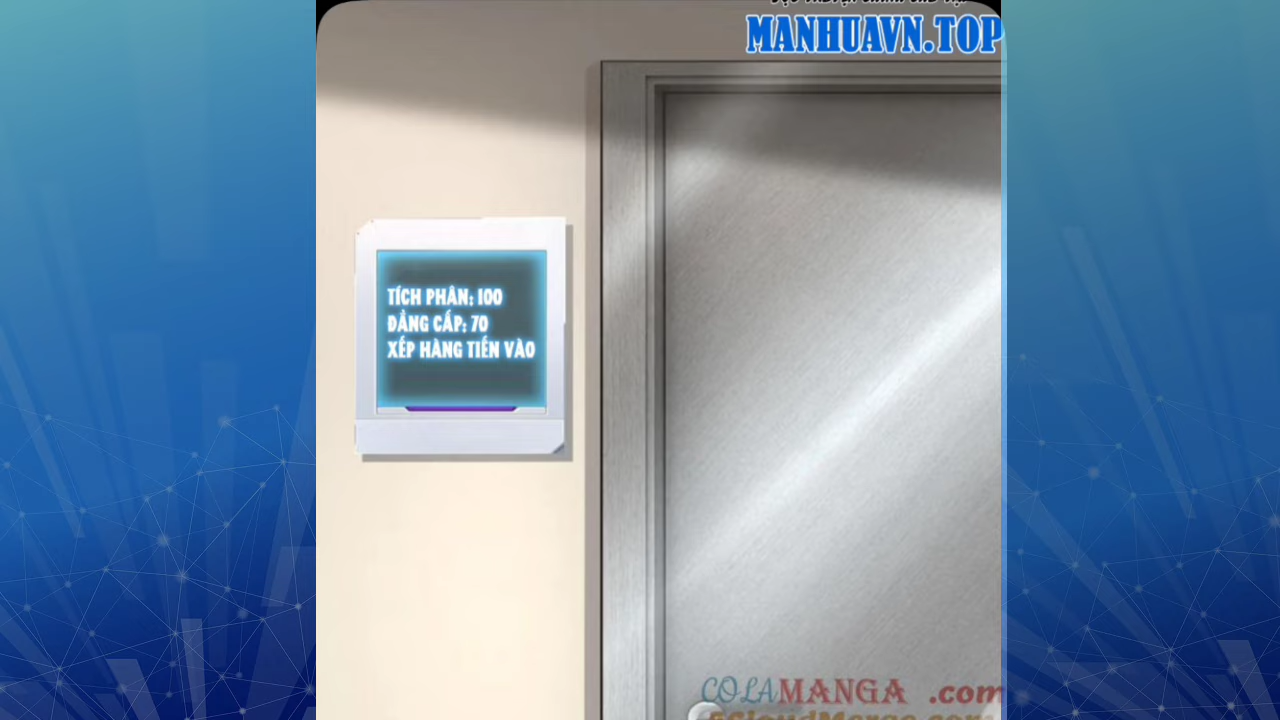 MANHUAVN.TOP
TÍCH PHÂN: 100
ĐẲNG CẤP: 70
XẾP HÀNG TIẾN VÀO
COLAMANGA .com